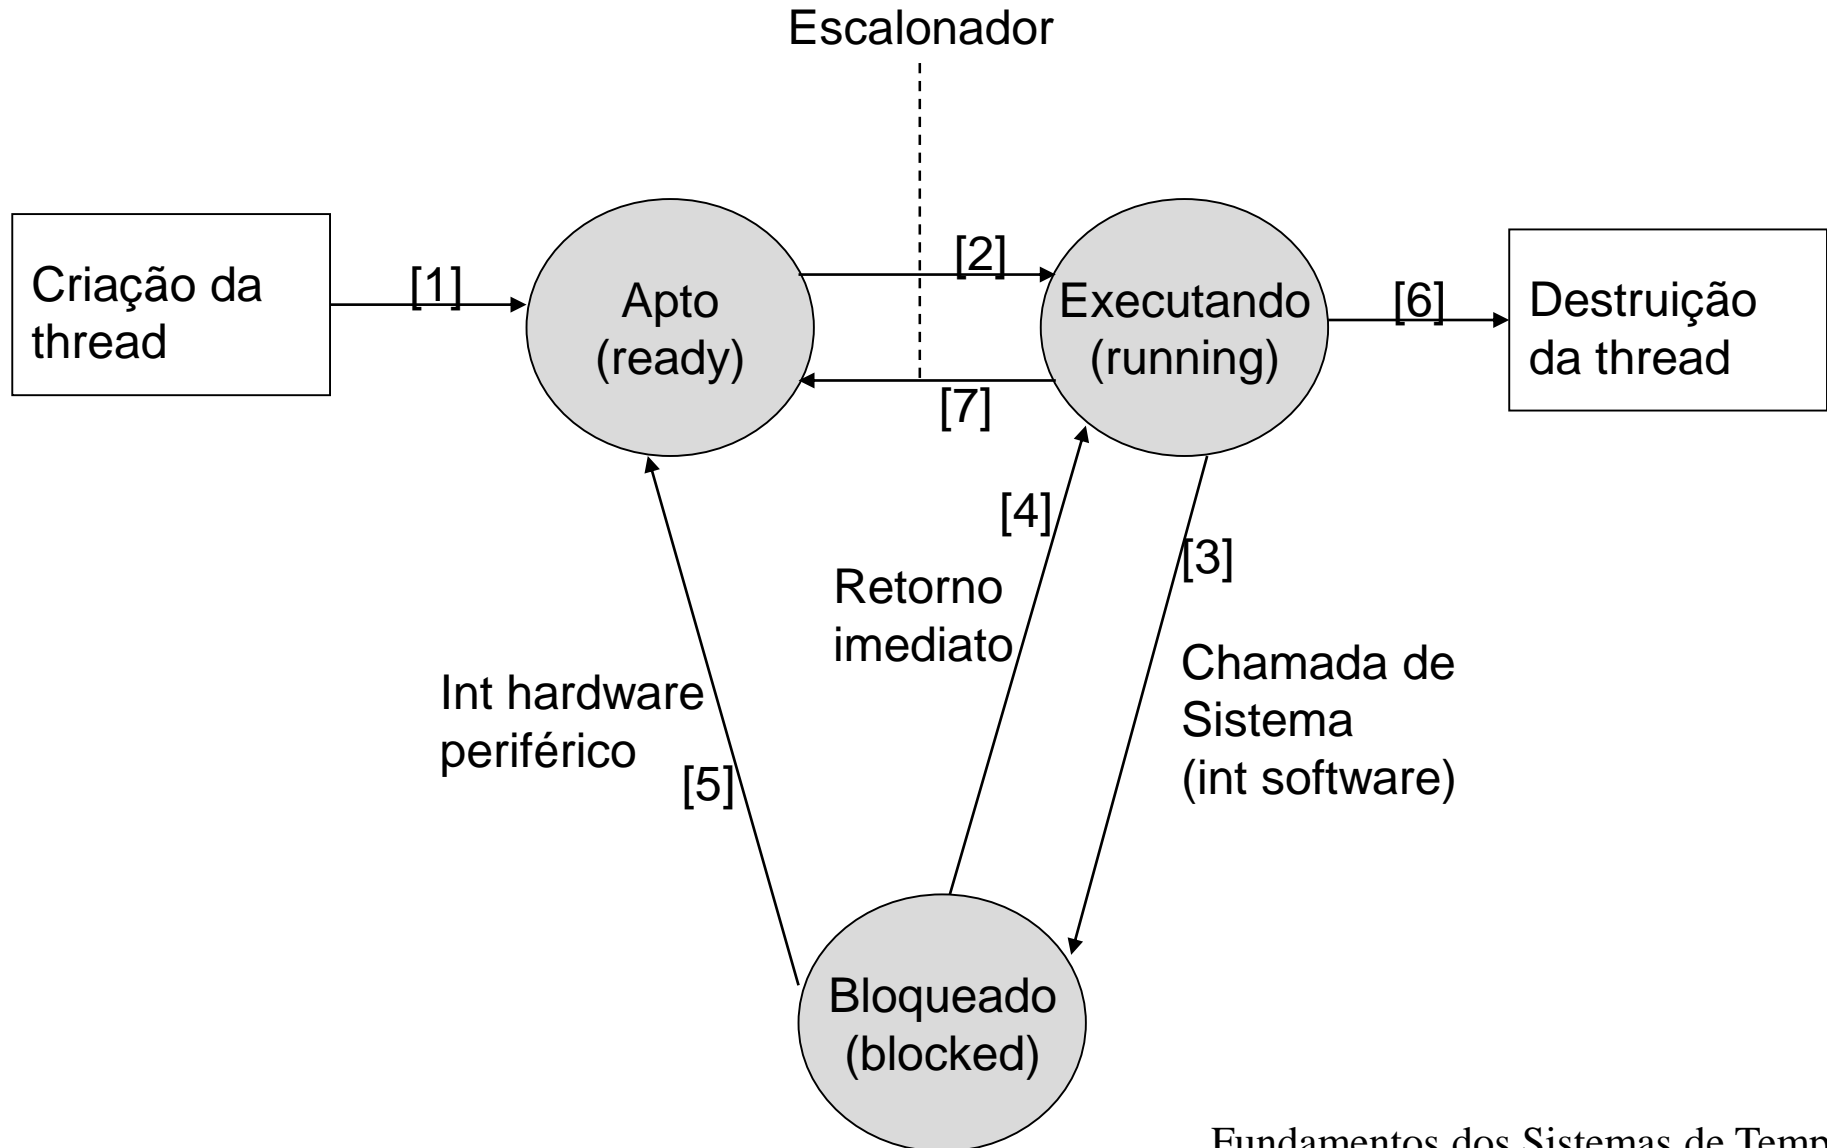 Escalonador
Criação da
thread
[1]
Apto
(ready)
[2]
[7]
Executando
(running)
[6]
Destruição
da thread
[4]
[3]
Retorno
imediato
Chamada de
Sistema
(int software)
Int hardware
periférico
[5]
Bloqueado
(blocked)
Fundamentos dos Sistemas de Temp